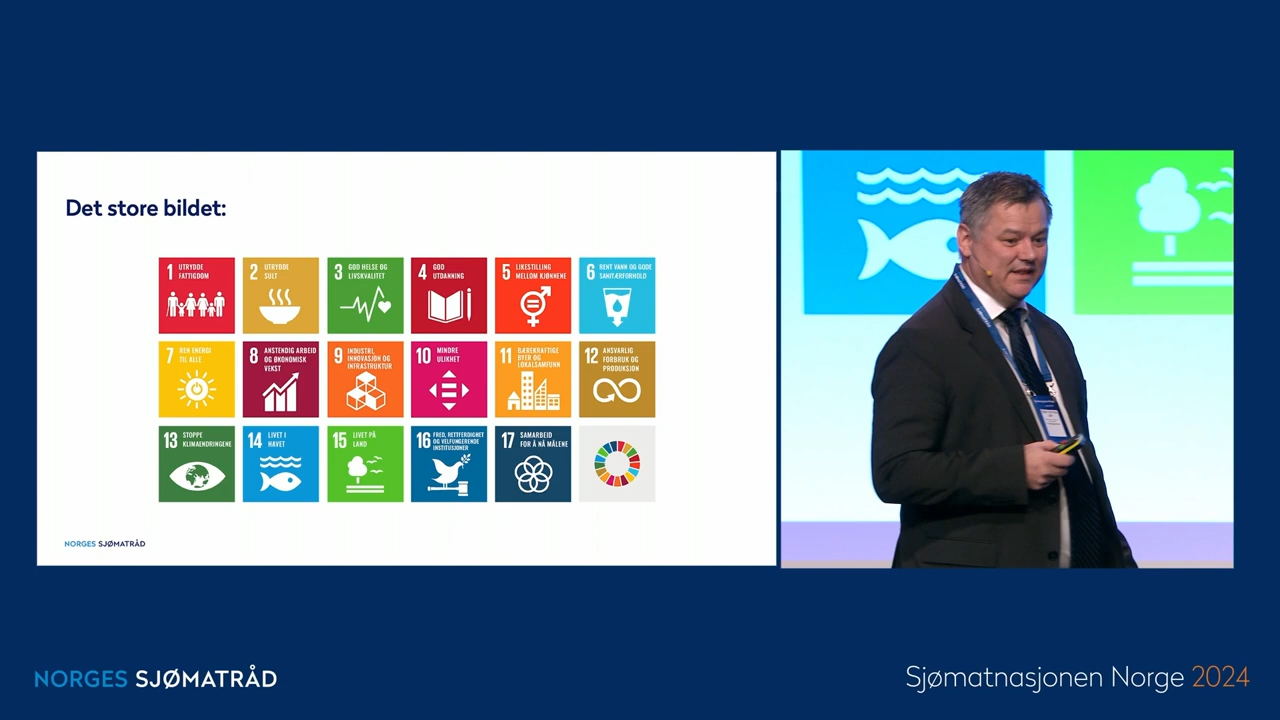 Det store bildet:
1 UTRYDDE
FATTIGDOM
2 UTRYDDE
SULT
3 GOD HELSE OG
LIVSKVALITET
4 GOD
UTDANNING
5 LIKESTILLING
MELLOM KJØNNENE
6 RENT VANN OG GODE
SANITÆRFORHOLD
7 REN ENERGI
TIL ALLE
8 ANSTENDIG ARBEID
OG ØKONOMISK
VEKST
9 INDUSTRI,
INNOVASJON OG
INFRASTRUKTUR
10 MINDRE
ULIKHET
11 BÆREKRAFTIGE
BYER OG
LOKALSAMFUNN
12 ANSVARLIG
FORBRUK OG
PRODUKSJON
13 STOPPE
KLIMAENDRINGENE
14 LIVET I
HAVET
15 LIVET PÅ
LAND
16 FRED, RETTFERDIGHET
OG VELFUNGERENDE
INSTITUSJONER
17 SAMARBEID
FOR Å NÅ MÅLENE
NORGES SJØMATRÅD
NORGES SJØMATRÅD
Sjømatnasjonen Norge 2024